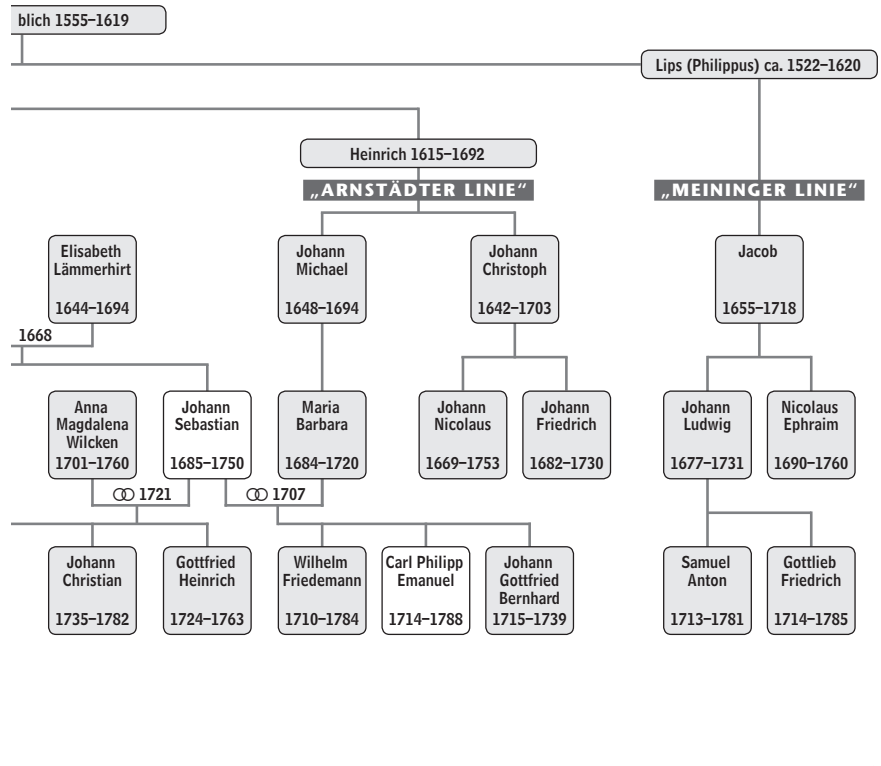 blich 1555–1619
Lips (Philippus) ca. 1522–1620
Heinrich 1615–1692
„ARNSTÄDTER LINIE“
„MEININGER LINIE“
Elisabeth
Lämmerhirt
1644–1694
Johann
Michael
1648–1694
Johann
Christoph
1642–1703
Jacob
1655–1718
1668
Anna
Magdalena
Wilcken
1701–1760
Johann
Sebastian
1685–1750
Maria
Barbara
1684–1720
Johann
Nicolaus
1669–1753
Johann
Friedrich
1682–1730
Johann
Ludwig
1677–1731
Nicolaus
Ephraim
1690–1760
1721
1707
Johann
Christian
1735–1782
Gottfried
Heinrich
1724–1763
Wilhelm
Friedemann
1710–1784
Carl Philipp
Emanuel
1714–1788
Johann
Gottfried
Bernhard
1715–1739
Samuel
Anton
1713–1781
Gottlieb
Friedrich
1714–1785